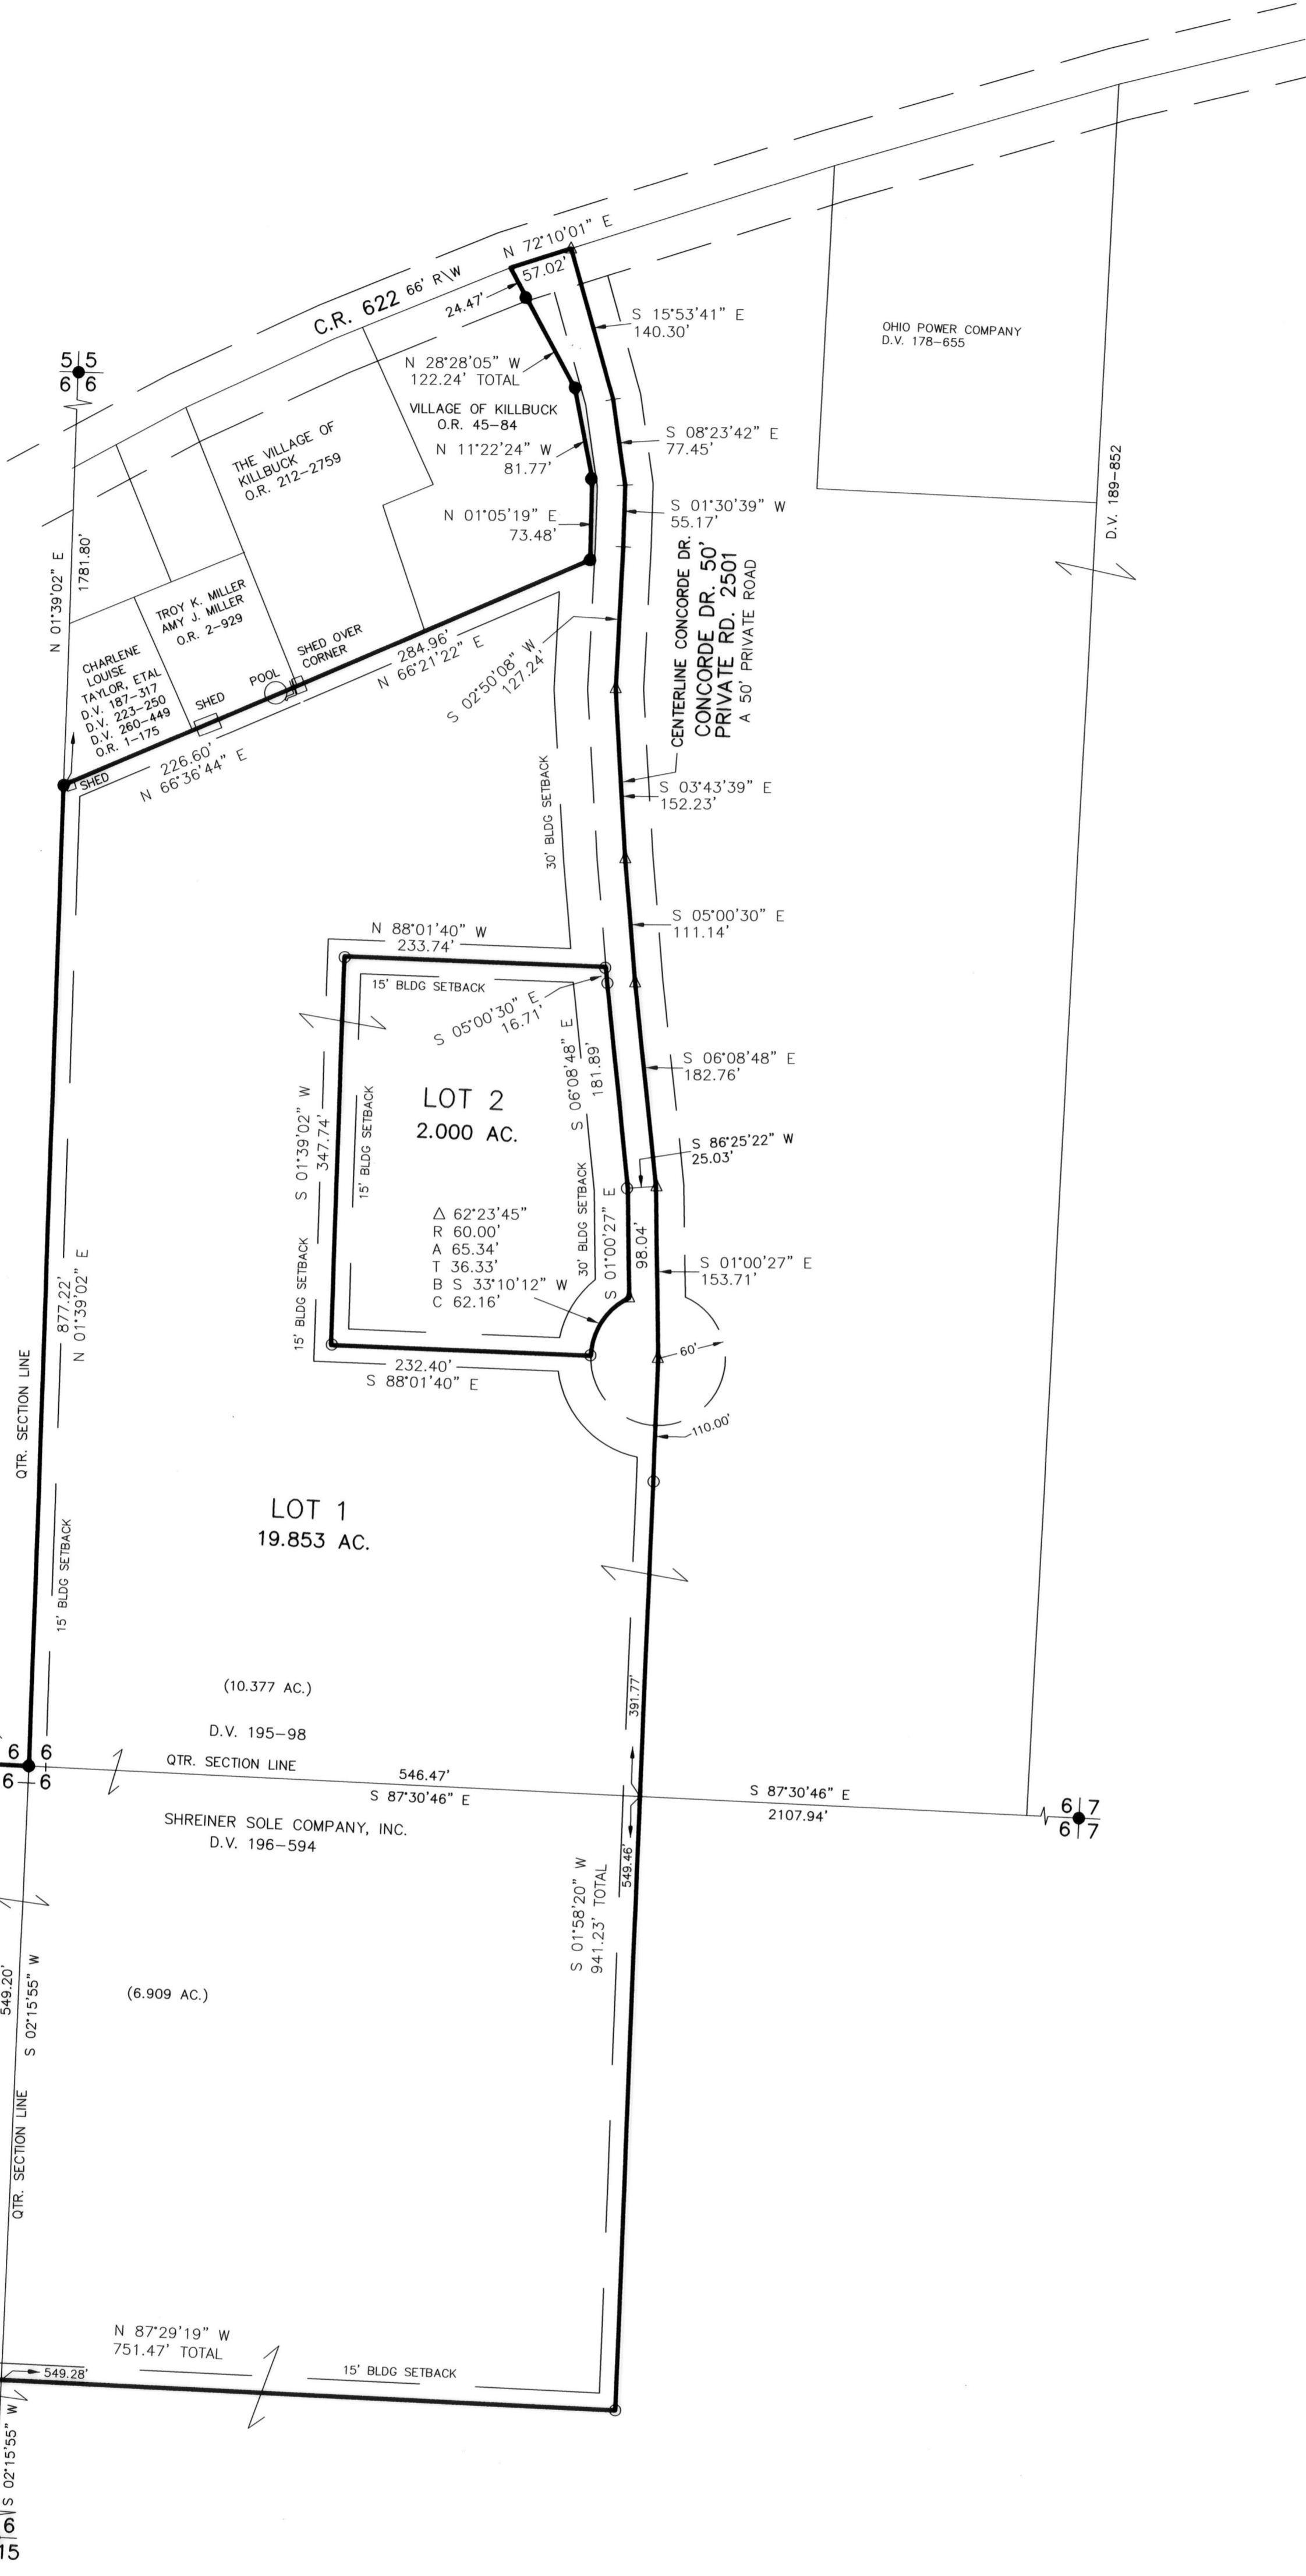 N 72°10'01" E
57.02'
C.R. 622 66' R\W
24.47'
S 15°53'41" E
140.30'
OHIO POWER COMPANY
D.V. 178-655
5 5
6 6
N 28°28'05" W
122.24' TOTAL
VILLAGE OF KILLBUCK
O.R. 45-84
THE VILLAGE OF
KILLBUCK
O.R. 212-2759
N 11°22'24" W
81.77'
S 08°23'42" E
77.45'
D.V. 189-852
N 01°05'19" E
73.48'
S 01°30'39" W
55.17'
N 01°39'02" E
1781.80'
CENTERLINE CONCORDE DR.
CONCORDE DR. 50'
PRIVATE RD. 2501
A 50' PRIVATE ROAD
TROY K. MILLER
AMY J. MILLER
O.R. 2-929
CHARLENE
LOUISE
TAYLOR, ETAL
D.V. 187-317
D.V. 223-250
D.V. 260-449
O.R. 1-175
SHED OVER
CORNER
POOL
SHED
SHED
284.96'
N 66°21'22" E
226.60'
N 66°36'44" E
S 02°50'08" W
127.24'
30' BLDG SETBACK
S 03°43'39" E
152.23'
S 05°00'30" E
111.14'
N 88°01'40" W
233.74'
15' BLDG SETBACK
S 05°00'30" E
16.71'
S 06°08'48" E
181.89'
S 06°08'48" E
182.76'
LOT 2
2.000 AC.
S 01°39'02" W
347.74'
15' BLDG SETBACK
15' BLDG SETBACK
S 86°25'22" W
25.03'
30' BLDG SETBACK
S 01°00'27" E
98.04'
Δ 62°23'45"
R 60.00'
A 65.34'
T 36.33'
B S 33°10'12" W
C 62.16'
S 01°00'27" E
153.71'
60'
232.40'
S 88°01'40" E
110.00'
877.22'
N 01°39'02" E
QTR. SECTION LINE
15' BLDG SETBACK
LOT 1
19.853 AC.
(10.377 AC.)
D.V. 195-98
391.77'
6 6
6 6
QTR. SECTION LINE
546.47'
S 87°30'46" E
S 87°30'46" E
2107.94'
6 7
6 7
SHREINER SOLE COMPANY, INC.
D.V. 196-594
549.46'
S 01°58'20" W
941.23' TOTAL
(6.909 AC.)
549.20'
S 02°15'55" W
QTR. SECTION LINE
N 87°29'19" W
751.47' TOTAL
549.28'
15' BLDG SETBACK
S 02°15'55" W
6
15